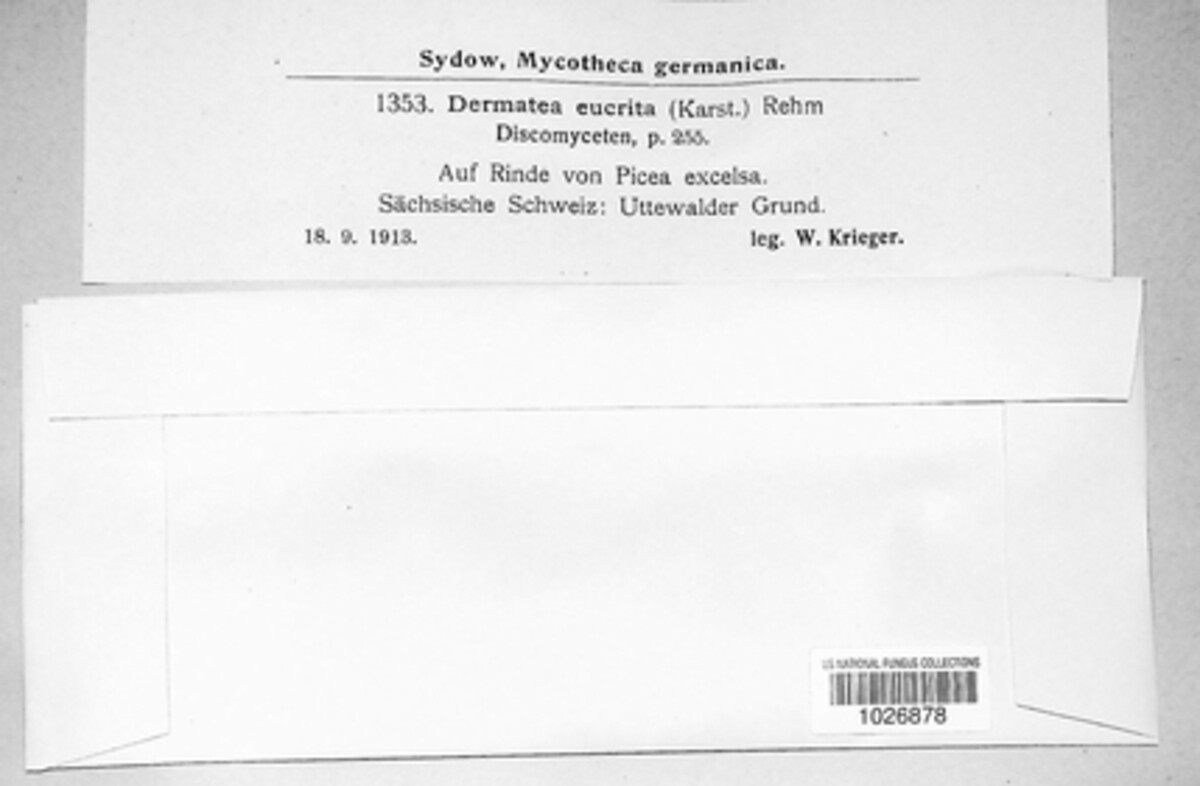 Sydow, Mycotheca germanica.
1353. Dermatea eucrita (Karst.) Rehm
Discomyceten, p. 255.
Auf Rinde von Picea excelsa.
Sächsische Schweiz: Uttewalder Grund.
18. 9. 1913. leg. W. Krieger.
US NATIONAL FUNGUS COLLECTIONS
1026878